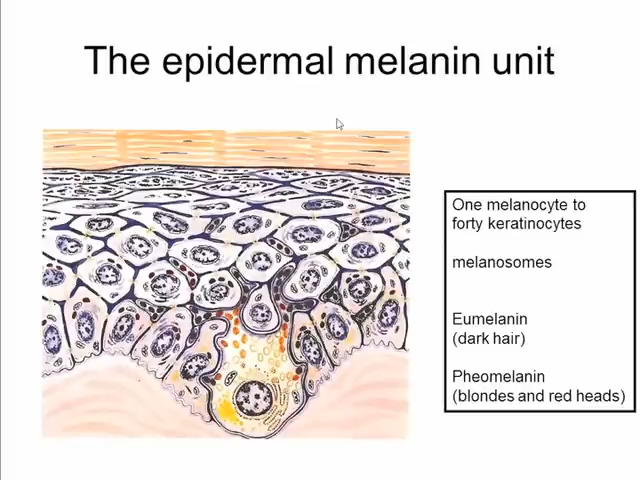 The epidermal melanin unit
One melanocyte to
forty keratinocytes
melanosomes
Eumelanin
(dark hair)
Pheomelanin
(blondes and red heads)